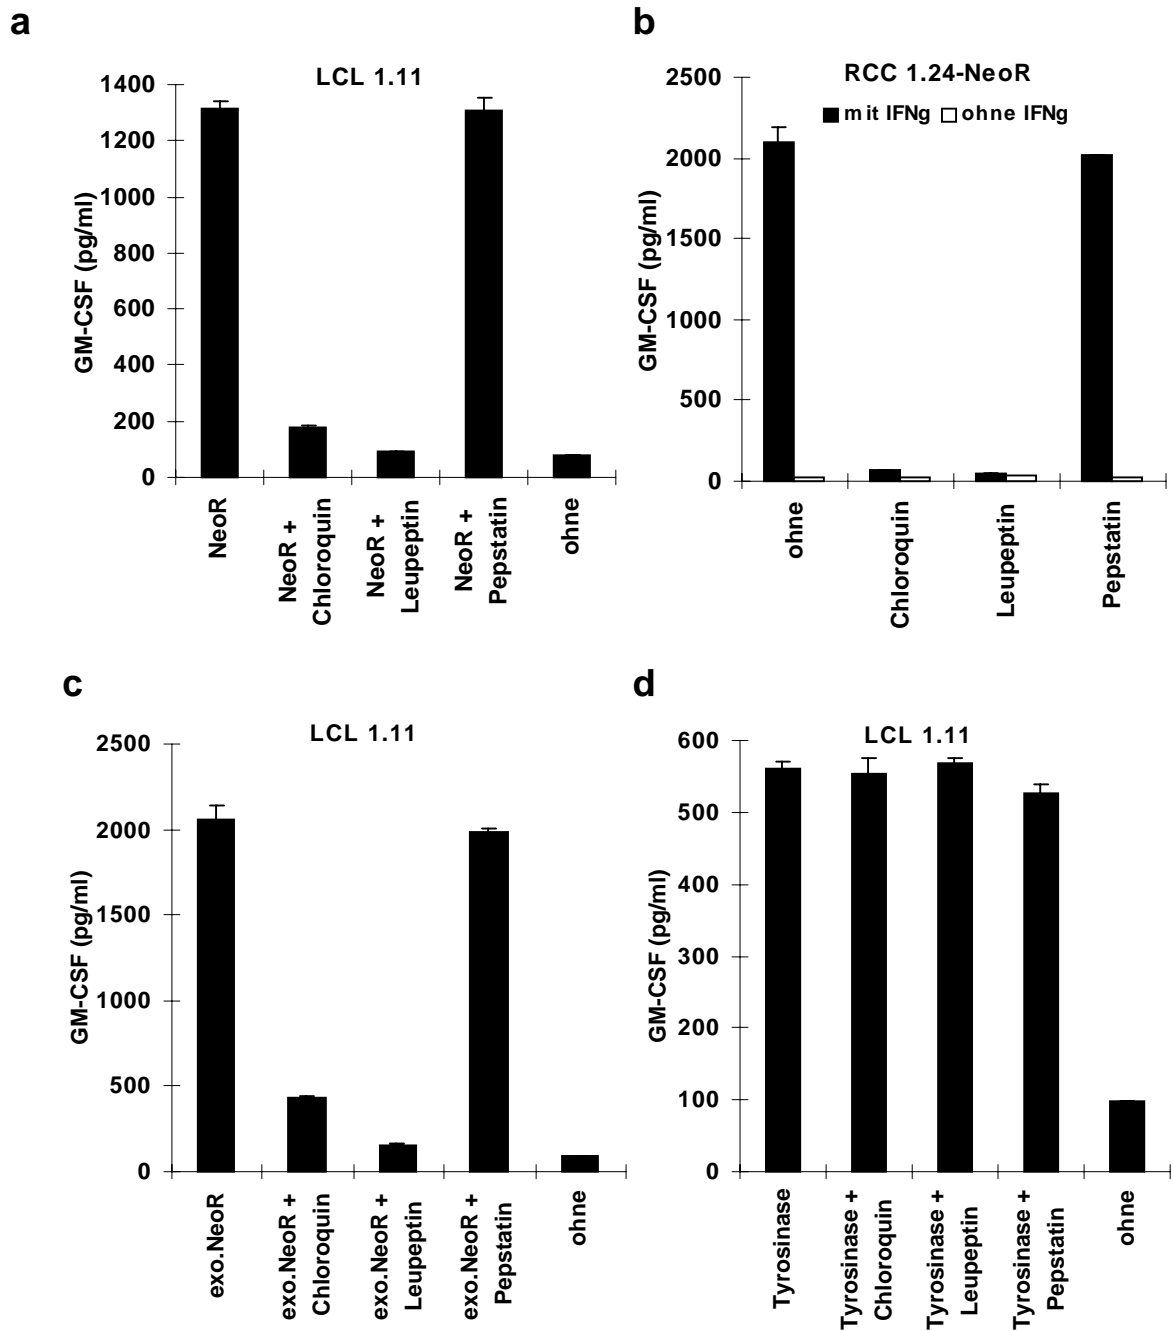 a
LCL 1.11
GM-CSF (pg/ml)
1400
1200
1000
800
600
400
200
0
NeoR
NeoR +
Chloroquin
NeoR +
Leupeptin
NeoR +
Pepstatin
ohne
b
RCC 1.24-NeoR
mit IFNg ohne IFNg
GM-CSF (pg/ml)
2500
2000
1500
1000
500
0
ohne
Chloroquin
Leupeptin
Pepstatin
c
LCL 1.11
GM-CSF (pg/ml)
2500
2000
1500
1000
500
0
exo.NeoR
exo.NeoR +
Chloroquin
exo.NeoR +
Leupeptin
exo.NeoR +
Pepstatin
ohne
d
LCL 1.11
GM-CSF (pg/ml)
600
500
400
300
200
100
0
Tyrosinase
Tyrosinase +
Chloroquin
Tyrosinase +
Leupeptin
Tyrosinase +
Pepstatin
ohne